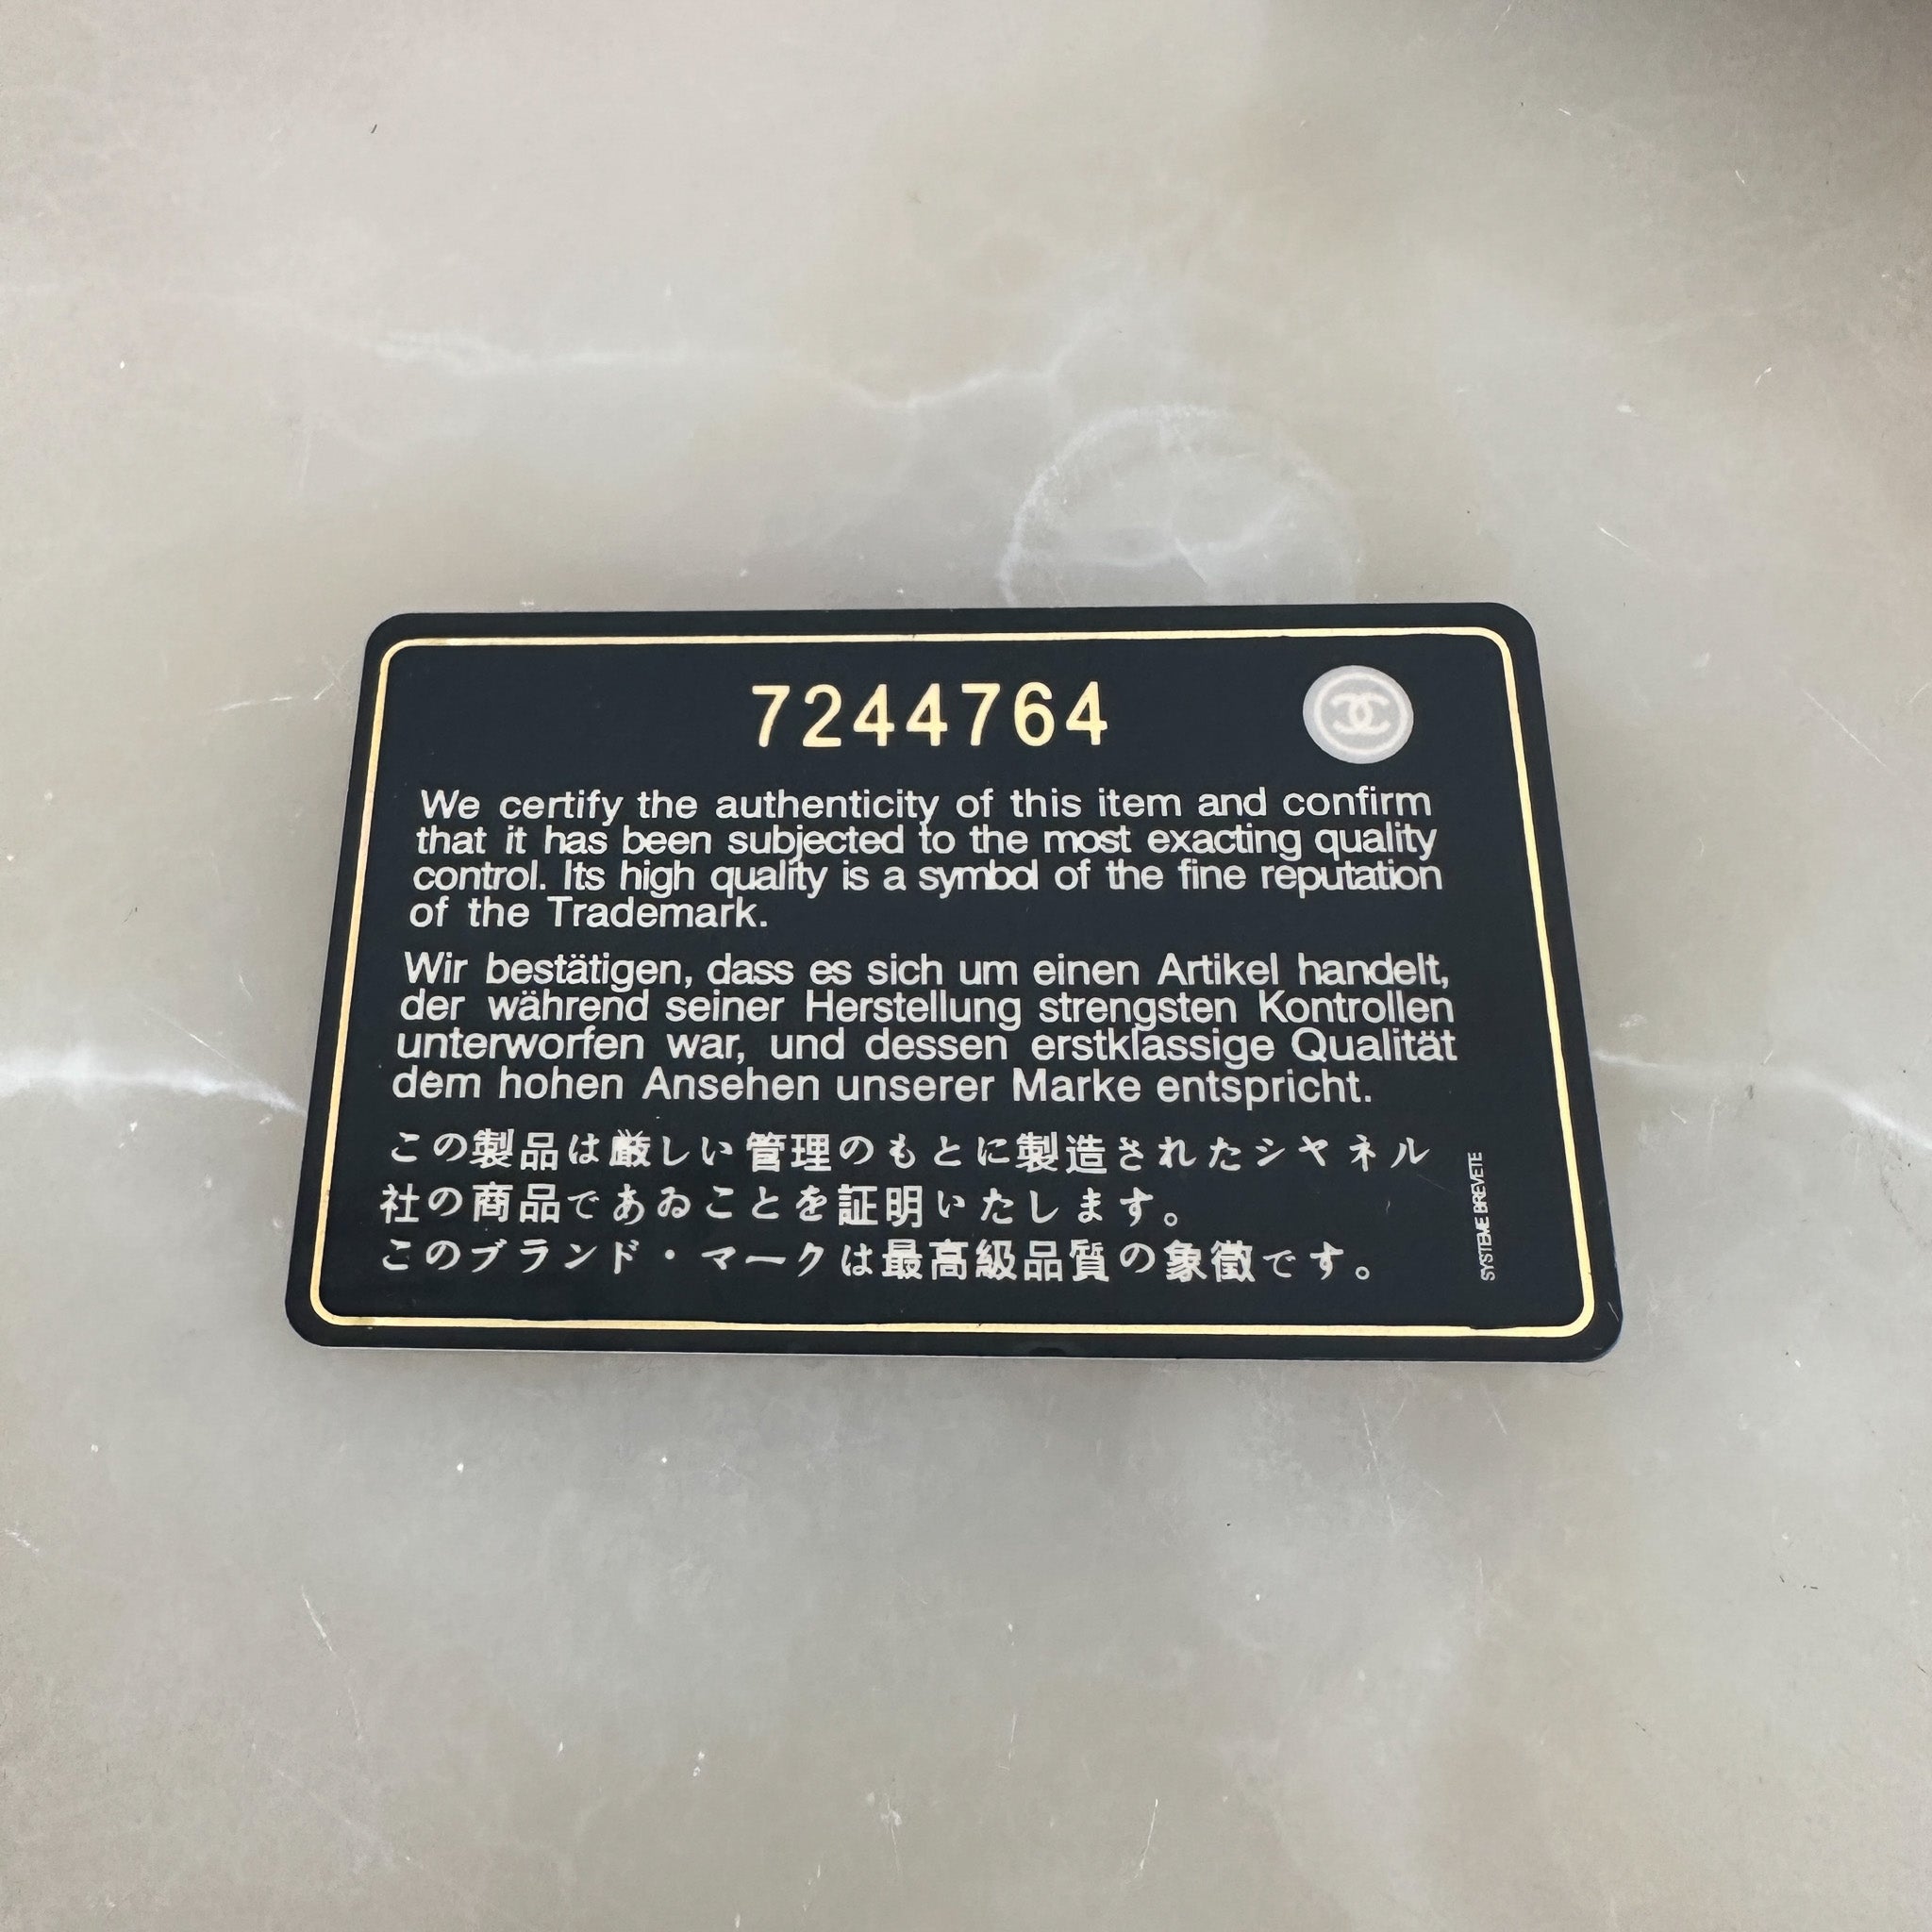 7244764
We certify the authenticity of this item and confirm
that it has been subjected to the most exacting quality
control. Its high quality is a symbol of the fine reputation
of the Trademark.
Wir bestätigen, dass es sich um einen Artikel handelt,
der während seiner Herstellung strengsten Kontrollen
unterworfen war, und dessen erstklassige Qualität
dem hohen Ansehen unserer Marke entspricht.
この製品は厳しい管理のもとに製造されたシヤネル
社の商品であゐことを証明いたします。
このブランド・マークは最高級品質の象徴です。
SYSTEME BREVETE